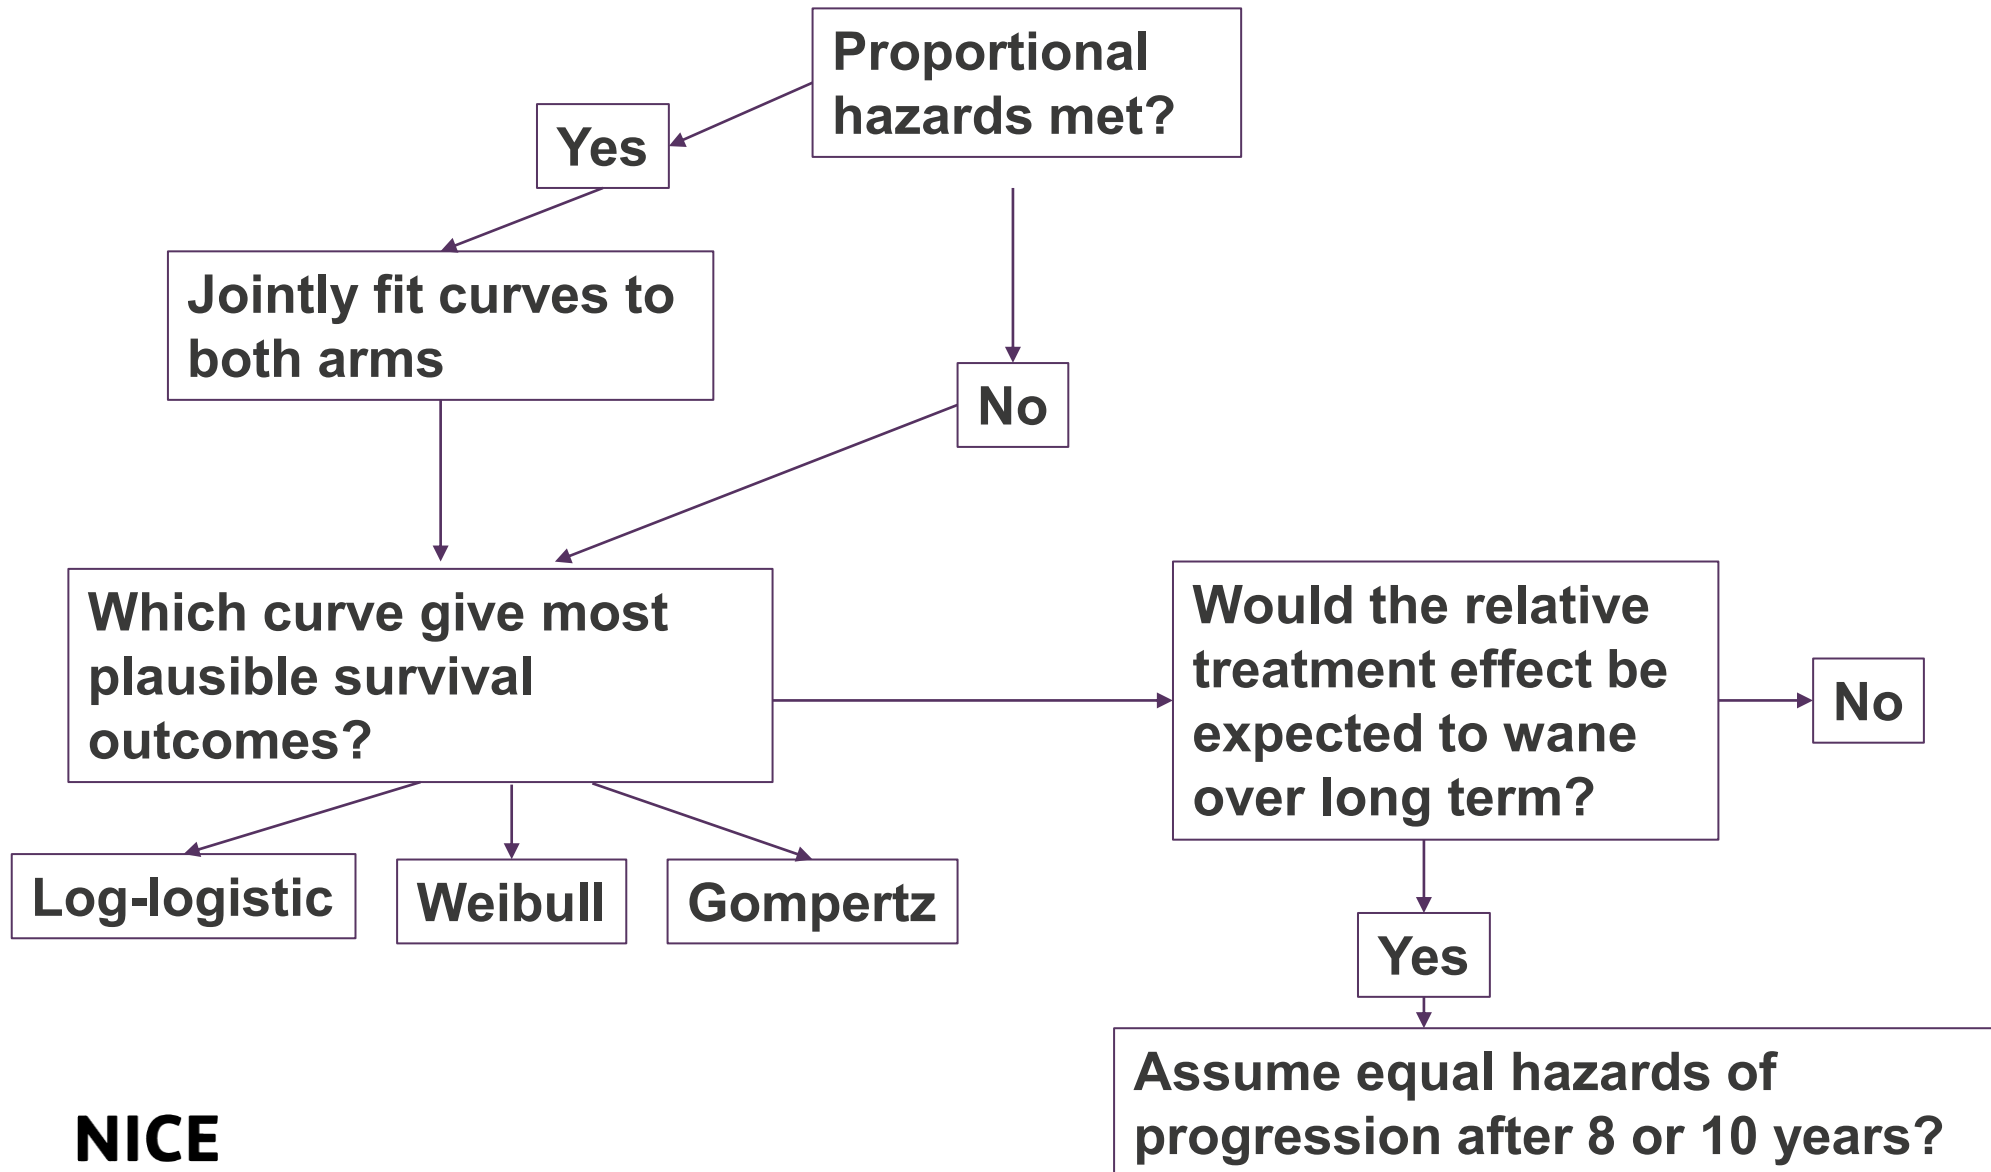 Proportional
hazards met?
Yes
Jointly fit curves to
both arms
No
Which curve give most
plausible survival
outcomes?
Would the relative
treatment effect be
expected to wane
over long term?
No
Log-logistic
Weibull
Gompertz
Yes
Assume equal hazards of
progression after 8 or 10 years?
NICE